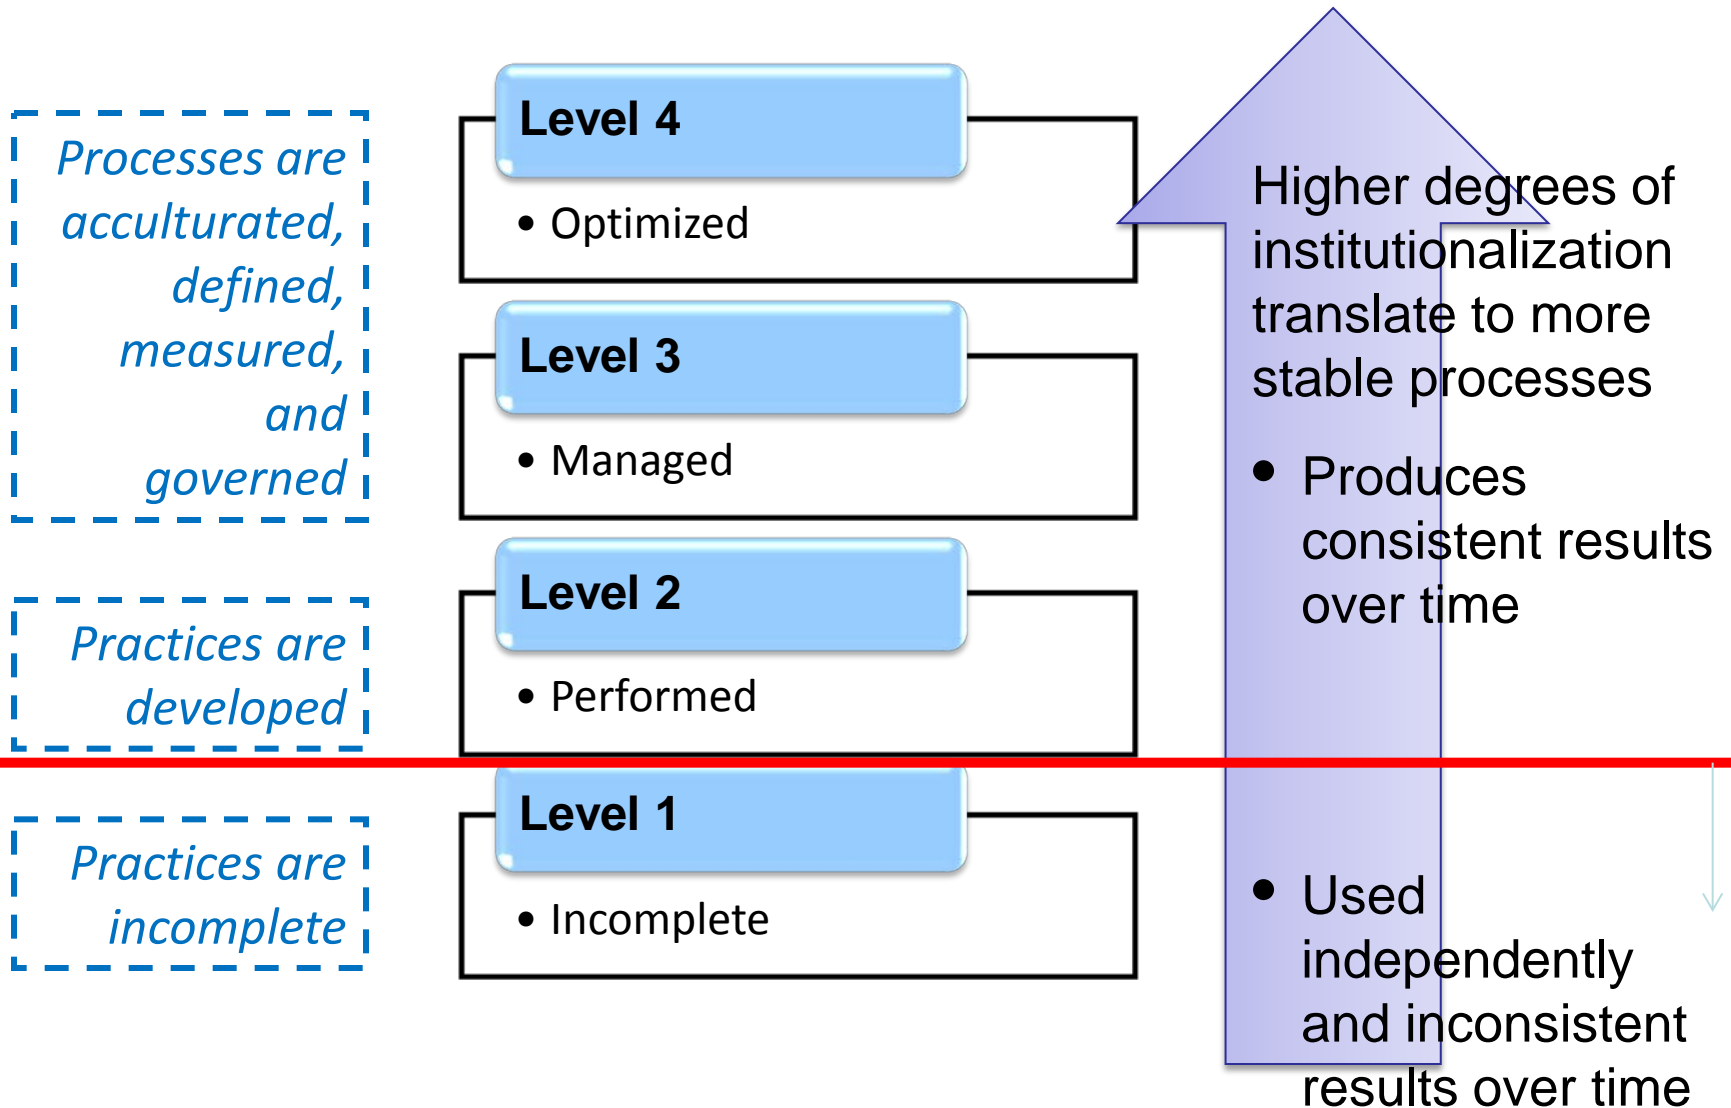 Processes are
acculturated,
defined,
measured,
and
governed
Practices are
developed
Practices are
incomplete
Level 4
• Optimized
Level 3
• Managed
Level 2
• Performed
Level 1
• Incomplete
Higher degrees of
institutionalization
translate to more
stable processes
• Produces
consistent results
over time
• Used
independently
and inconsistent
results over time